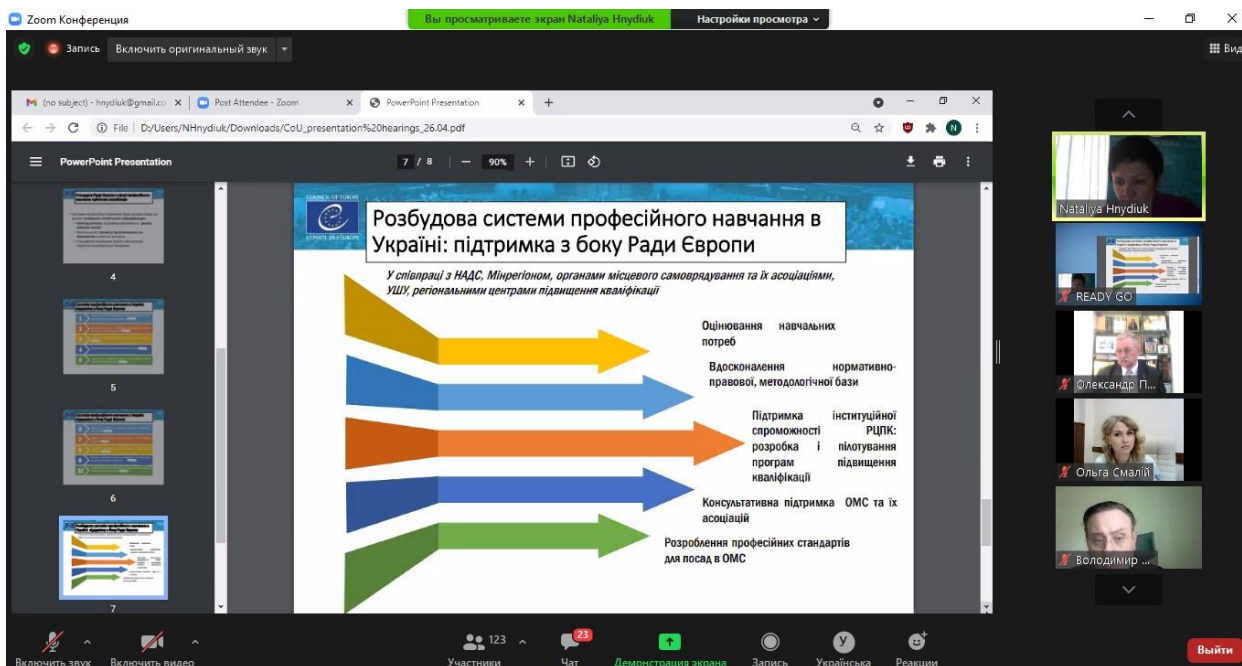 Zoom Конференция
Вы просматриваете экран Nataliya Hnydiuk
Настройки просмотра
Запись
Включить оригинальный звук
Вид
(no subject) - hnydiuk@gmail.co
Post Attendee - Zoom
PowerPoint Presentation
File
D:/Users/NHnydiuk/Downloads/CoU_presentation%20hearings_26.04.pdf
N
PowerPoint Presentation
7 / 8
90%
4
5
6
7
COUNCIL OF EUROPE
CONSEIL DE L'EUROPE
Розбудова системи професійного навчання в
Україні: підтримка з боку Ради Європи
У співпраці з НАДС, Мінрегіоном, органами місцевого самоврядування та їх асоціаціями,
УШУ, регіональними центрами підвищення кваліфікації
Оцінювання навчальних
потреб
Вдосконалення нормативно-
правової, методологічної бази
Підтримка інституційної
спроможності РЦПК:
розробка і пілотування
програм підвищення
кваліфікації
Консультативна підтримка ОМС та їх
асоціацій
Розроблення професійних стандартів
для посад в ОМС
Nataliya Hnydiuk
READY GO
Олександр П...
Ольга Смалій
Володимир ...
Включить звук
Включить видео
123
Участники
23
Чат
Демонстрация экрана
Запись
У
Українська
Реакции
Выйти